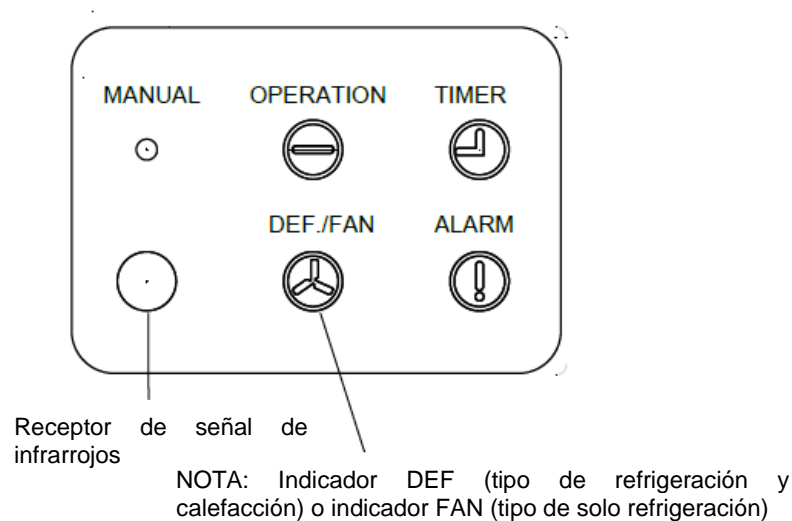 MANUAL OPERATION TIMER
DEF./FAN ALARM
Receptor de señal de
infrarrojos
NOTA: Indicador DEF (tipo de refrigeración y
calefacción) o indicador FAN (tipo de solo refrigeración)